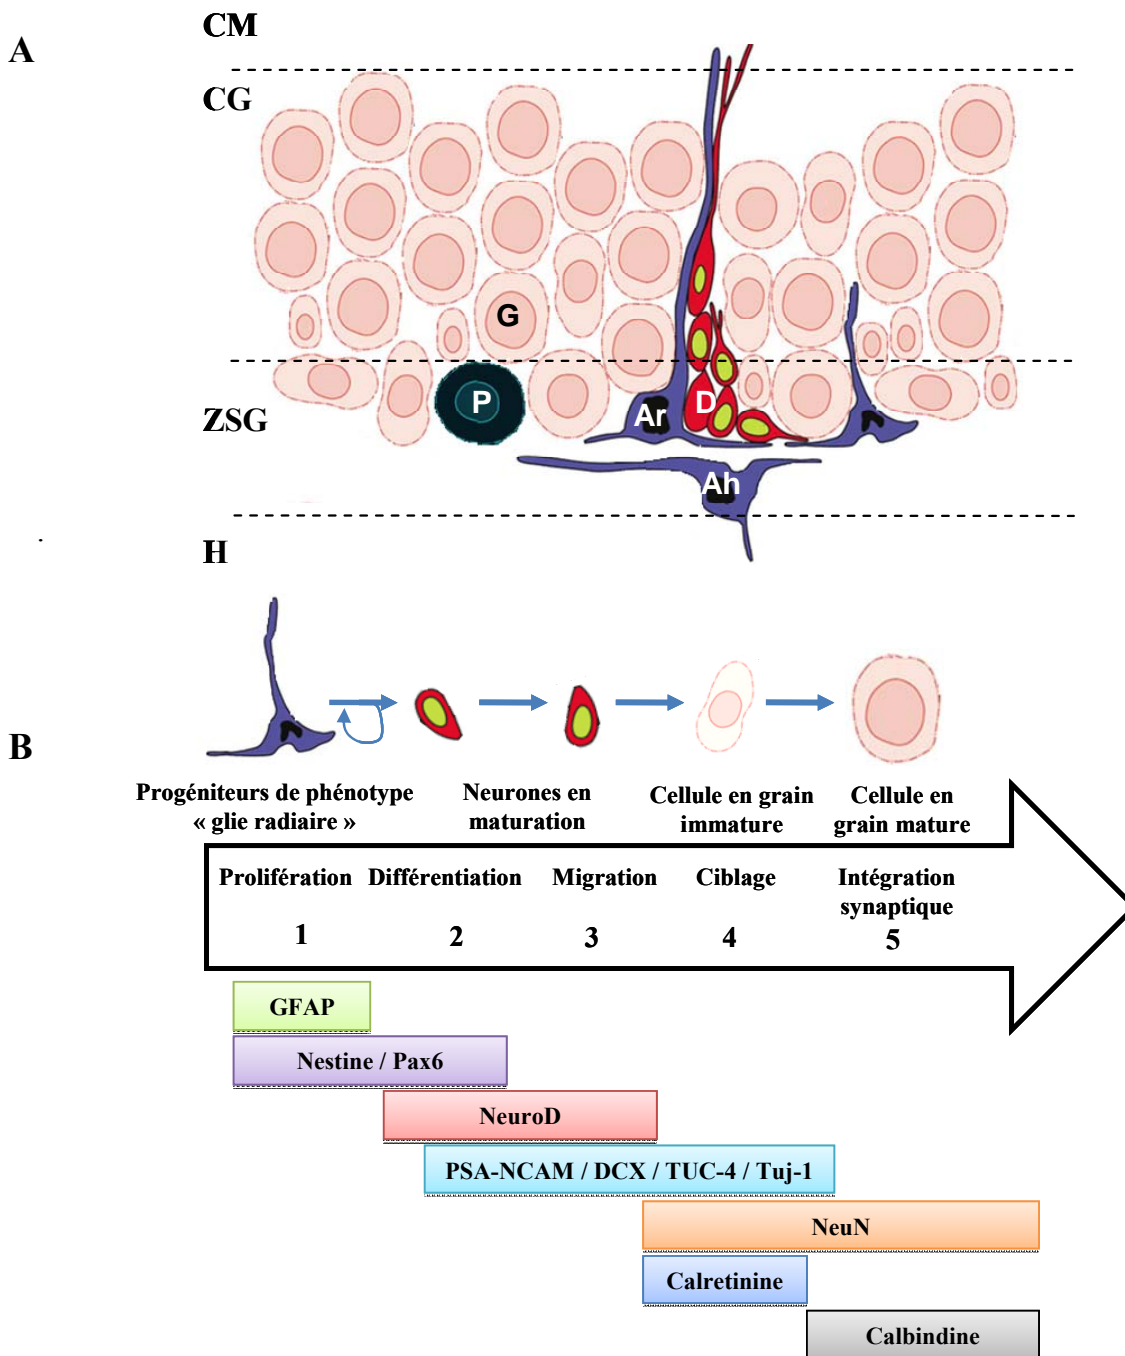 CM
A
CG
G
P
Ar
D
ZSG
Ah
H
B
Progéniteurs de phénotype
« glie radiaire »
Neurones en
maturation
Cellule en grain
immature
Cellule en
grain mature
Prolifération
Différentiation
Migration
Ciblage
Intégration
synaptique
1
2
3
4
5
GFAP
Nestine / Pax6
NeuroD
PSA-NCAM / DCX / TUC-4 / Tuj-1
NeuN
Calretinine
Calbindine